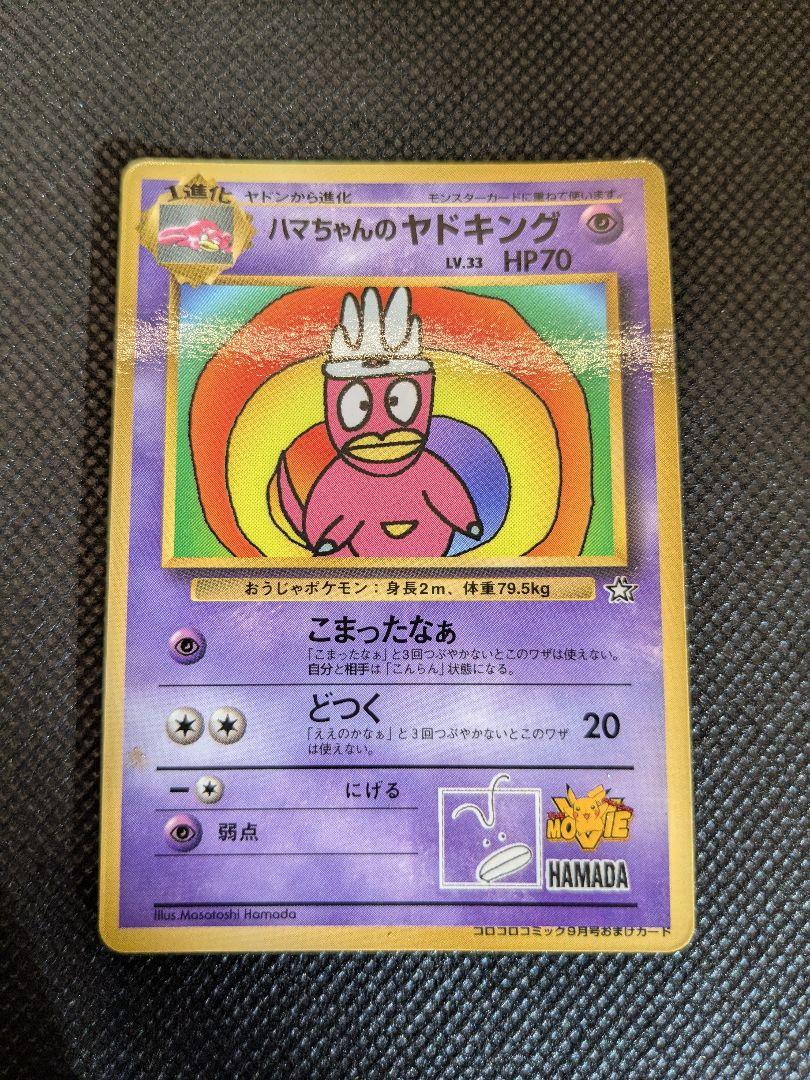 1進化
ヤドンから進化
モンスターカードに重ねて使います
ハマちゃんのヤドキング
LV.33 HP70
おうじゃポケモン：身長2m、体重79.5kg
こまったなぁ
「こまったなぁ」と3回つぶやかないとこのワザは使えない。
自分と相手は「こんらん」状態になる。
どつく
20
「ええのかなぁ」と3回つぶやかないとこのワザ
は使えない。
にげる
弱点
MOVIE
HAMADA
Illus.Masatoshi Hamada
コロコロコミック9月号おまけカード